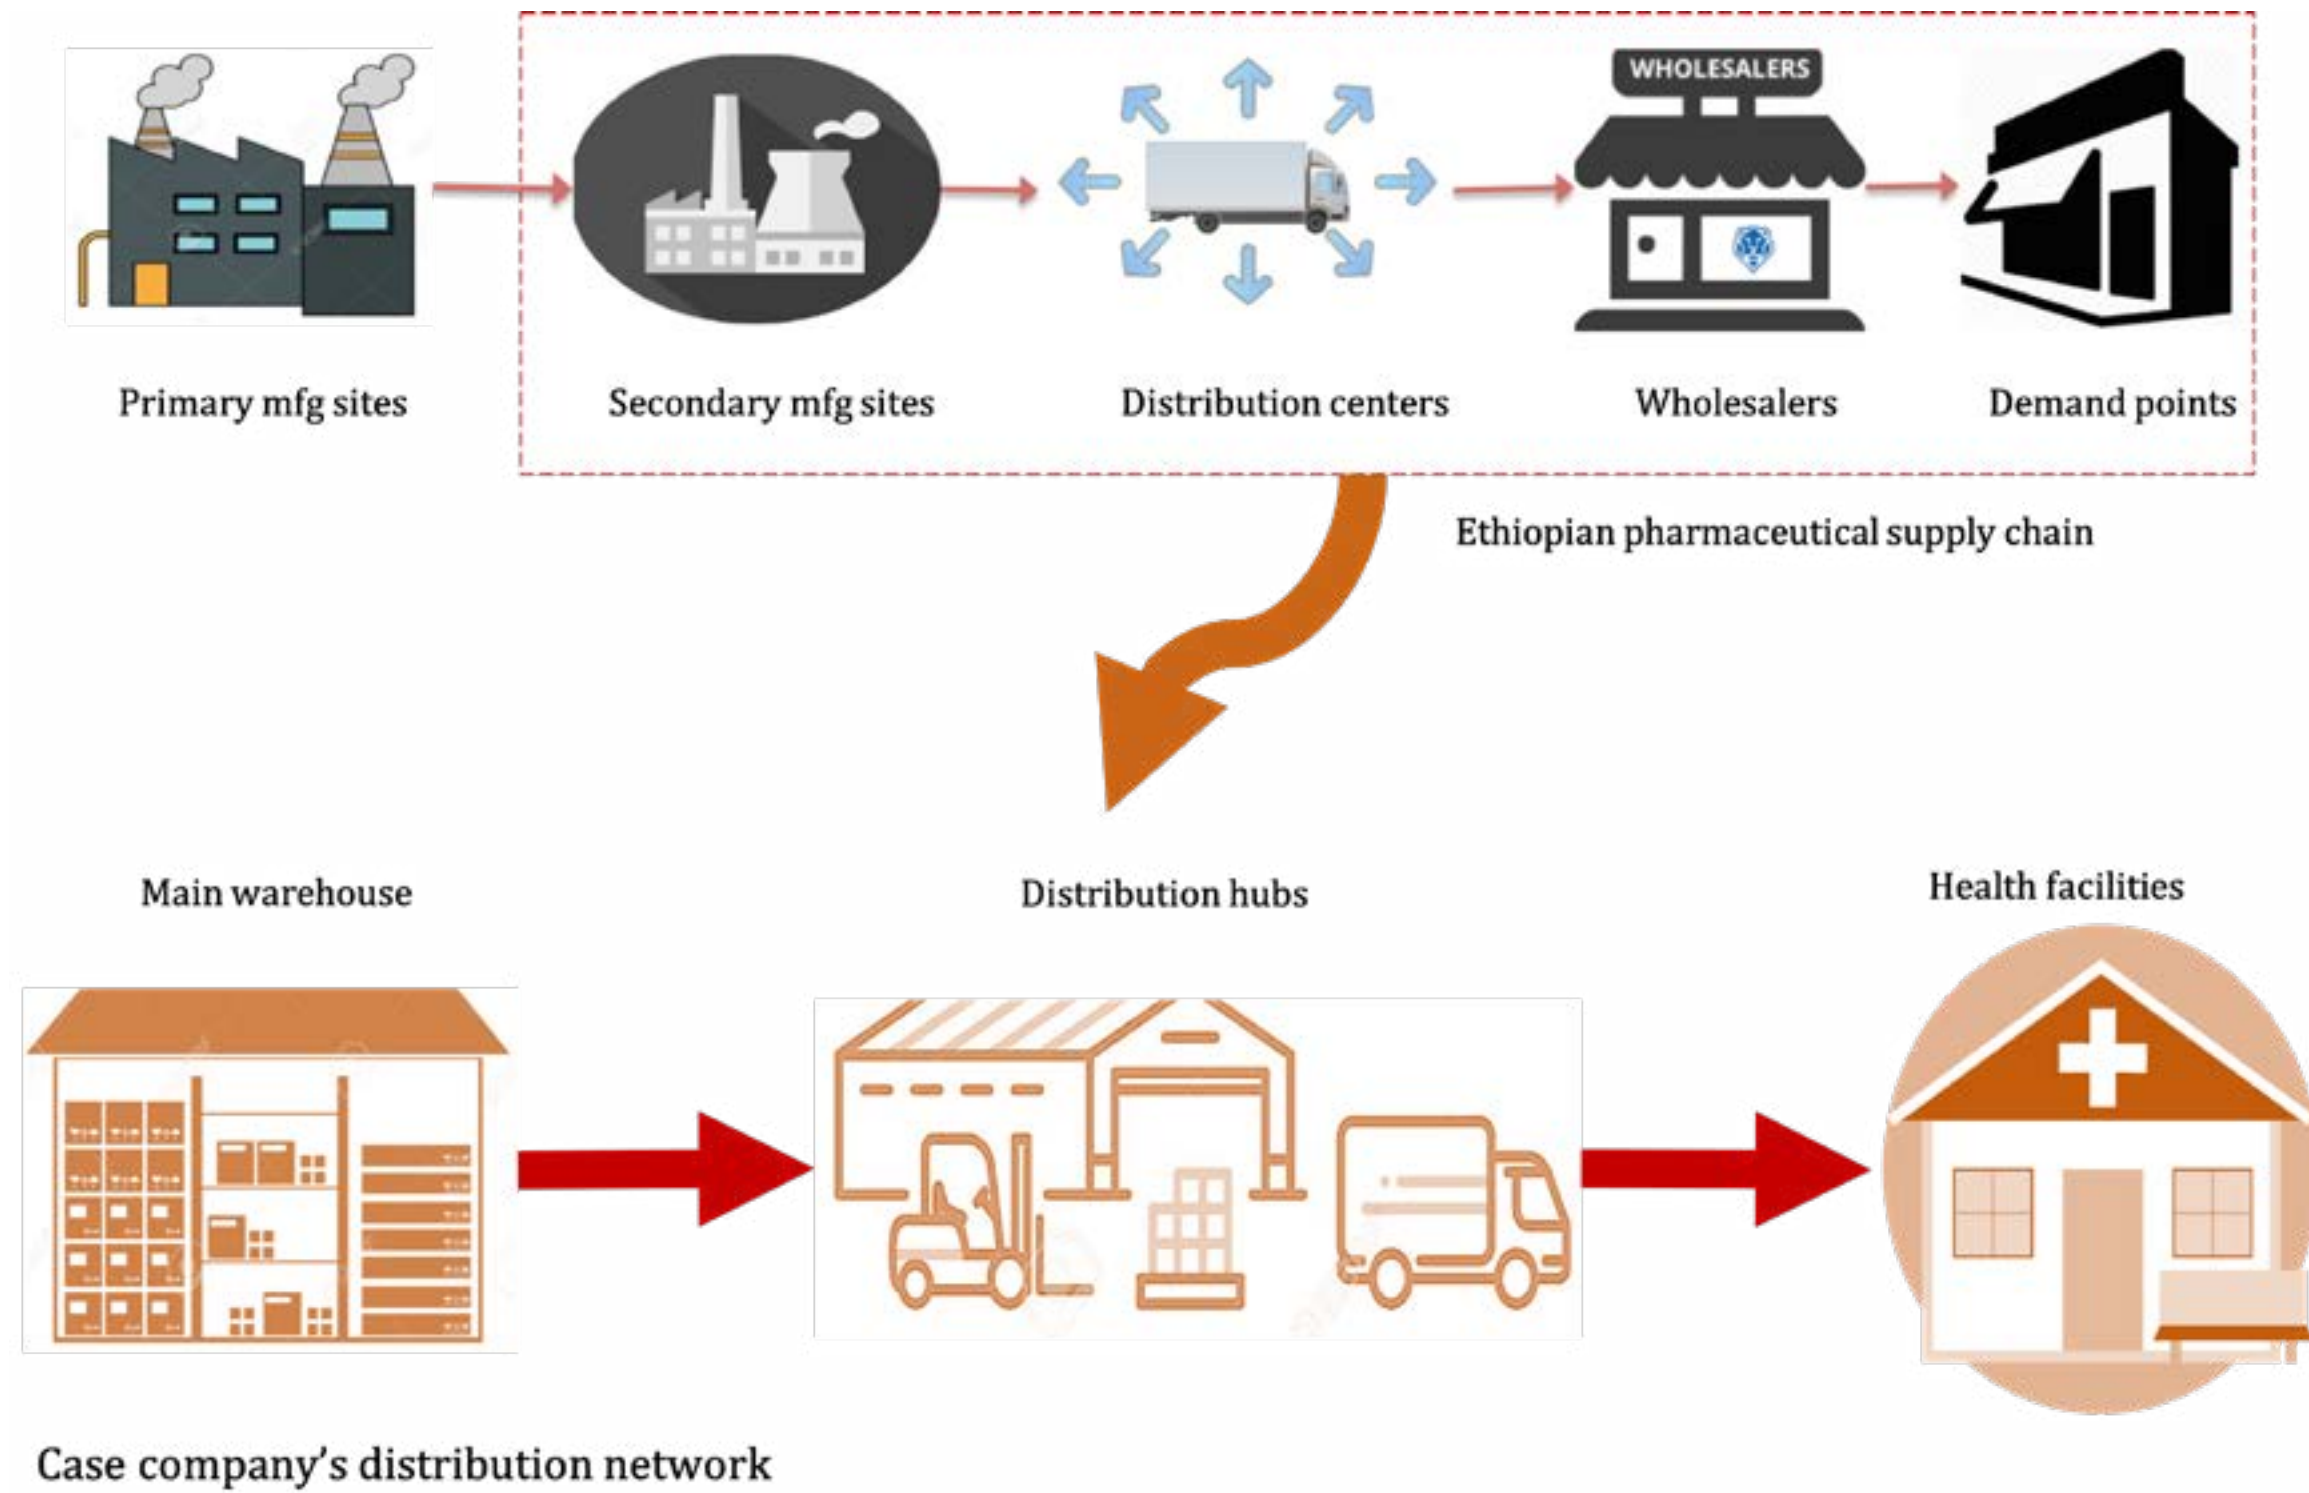 WHOLESALERS
Primary mfg sites
Secondary mfg sites
Distribution centers
Wholesalers
Demand points
Ethiopian pharmaceutical supply chain
Main warehouse
Distribution hubs
Health facilities
Case company's distribution network